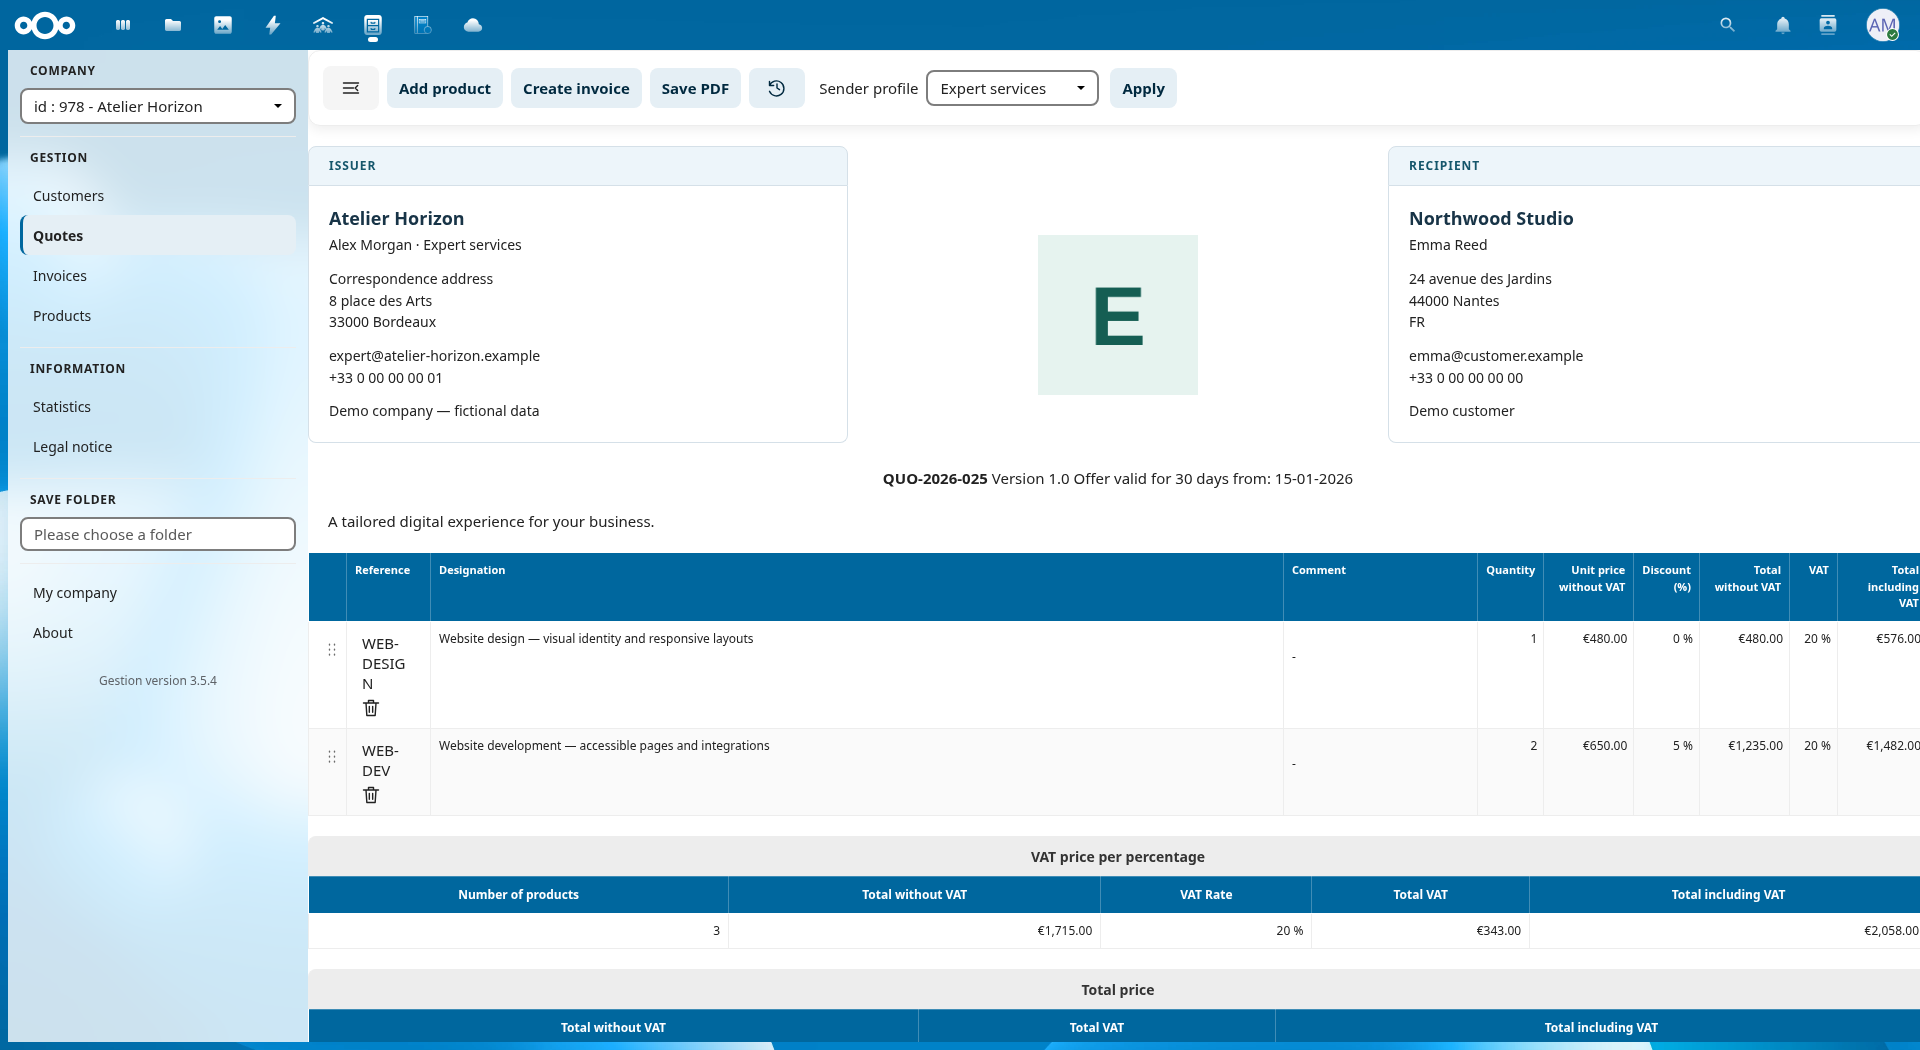 AM
COMPANY
id : 978 - Atelier Horizon
GESTION
Customers
Quotes
Invoices
Products
INFORMATION
Statistics
Legal notice
SAVE FOLDER
Please choose a folder
My company
About
Gestion version 3.5.4
Add product
Create invoice
Save PDF
Sender profile
Expert services
Apply
ISSUER
Atelier Horizon
Alex Morgan · Expert services
Correspondence address
8 place des Arts
33000 Bordeaux
expert@atelier-horizon.example
+33 0 00 00 00 01
Demo company — fictional data
E
RECIPIENT
Northwood Studio
Emma Reed
24 avenue des Jardins
44000 Nantes
FR
emma@customer.example
+33 0 00 00 00 00
Demo customer
QUO-2026-025 Version 1.0 Offer valid for 30 days from: 15-01-2026
A tailored digital experience for your business.
Reference Designation Comment Quantity Unit price without VAT Discount (%) Total without VAT VAT Total including VAT
WEB-DESIGN Website design — visual identity and responsive layouts - 1 €480.00 0 % €480.00 20 % €576.00
WEB-DEV Website development — accessible pages and integrations - 2 €650.00 5 % €1,235.00 20 % €1,482.00
VAT price per percentage
Number of products Total without VAT VAT Rate Total VAT Total including VAT
3 €1,715.00 20 % €343.00 €2,058.00
Total price
Total without VAT Total VAT Total including VAT